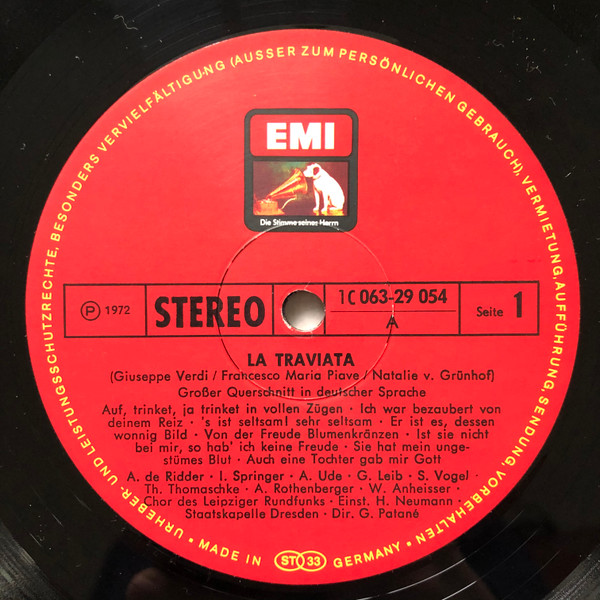 URHEBER- UND LEISTUNGSSCHUTZRECHTE, BESONDERS VERVIELFÄLTIGUNG (AUSSER ZUM PERSÖNLICHEN GEBRAUCH), VERMIETUNG, AUFFÜHRUNG, SENDUNG VORBEHALTEN •
EMI
Die Stimme seines Herrn
℗ 1972
STEREO
1C 063-29 054
A
Seite 1
LA TRAVIATA
(Giuseppe Verdi / Francesco Maria Piave / Natalie v. Grünhof)
Großer Querschnitt in deutscher Sprache
Auf, trinket, ja trinket in vollen Zügen · Ich war bezaubert von
deinem Reiz · 's ist seltsam! sehr seltsam · Er ist es, dessen
wonnig Bild · Von der Freude Blumenkränzen · Ist sie nicht
bei mir, so hab' ich keine Freude · Sie hat mein unge-
stümes Blut · Auch eine Tochter gab mir Gott
A. de Ridder · I. Springer · A. Ude · G. Leib · S. Vogel ·
Th. Thomaschke · A. Rothenberger · W. Anheisser ·
Chor des Leipziger Rundfunks · Einst. H. Neumann ·
Staatskapelle Dresden · Dir. G. Patané
• MADE IN ST 33 GERMANY •